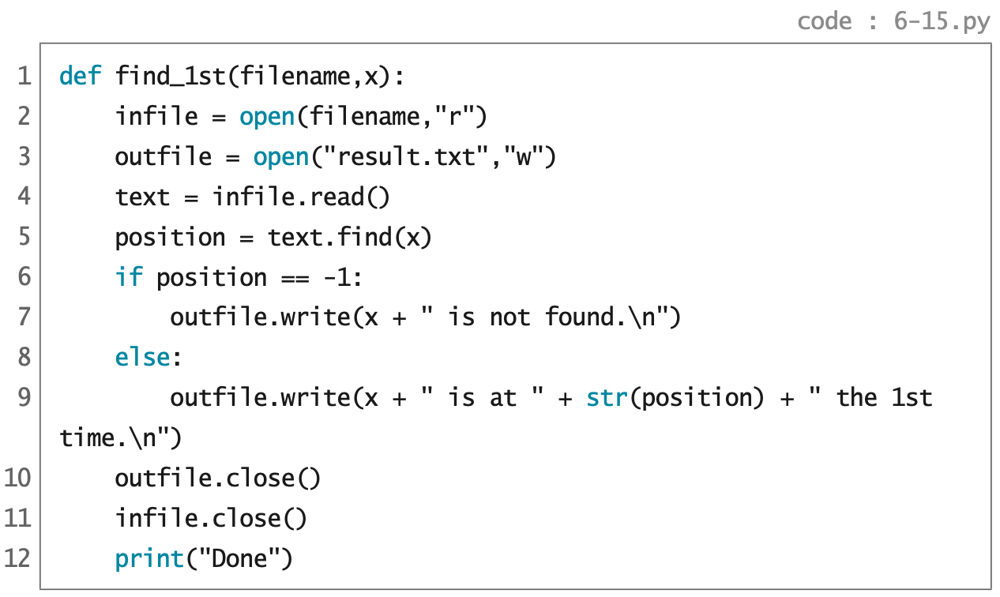 code : 6-15.py
1 def find_1st(filename,x):
2     infile = open(filename,"r")
3     outfile = open("result.txt","w")
4     text = infile.read()
5     position = text.find(x)
6     if position == -1:
7         outfile.write(x + " is not found.\n")
8     else:
9         outfile.write(x + " is at " + str(position) + " the 1st
time.\n")
10     outfile.close()
11     infile.close()
12     print("Done")